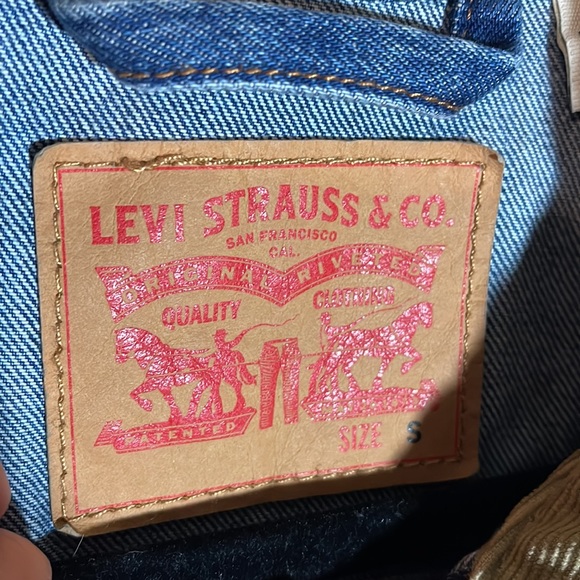 LEVI STRAUSS & CO.
SAN FRANCISCO
CAL.
ORIGINAL RIVETED
QUALITY CLOTHING
PATENTED
SIZE S